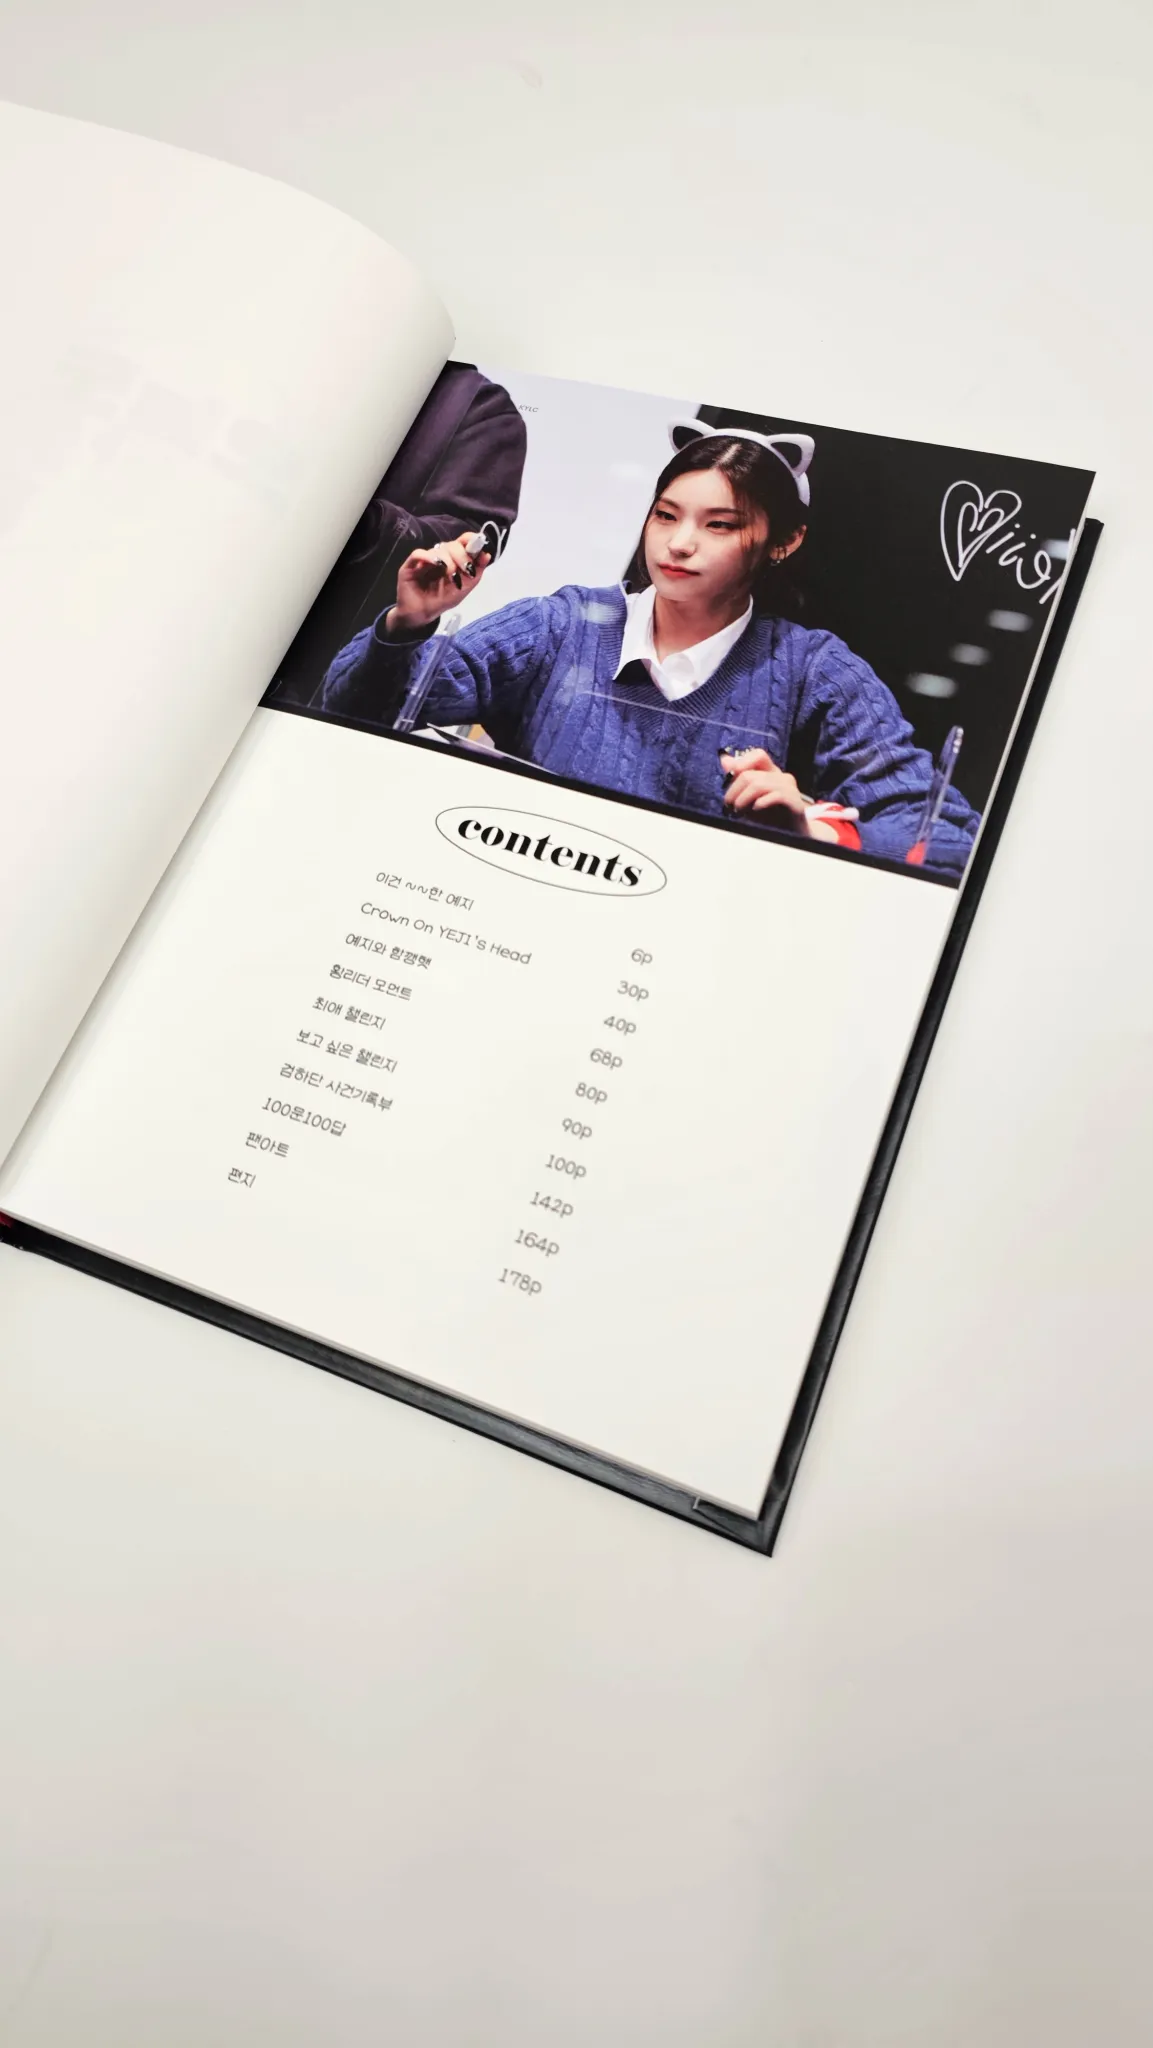 KYLC
contents
이건 ~~한 예지
6p
Crown On YEJI's Head
30p
예지와 함깸햇
40p
황리더 모먼트
68p
최애 챌린지
80p
보고 싶은 챌린지
90p
검하단 사건기록부
100p
100문100답
142p
팬아트
164p
편지
178p